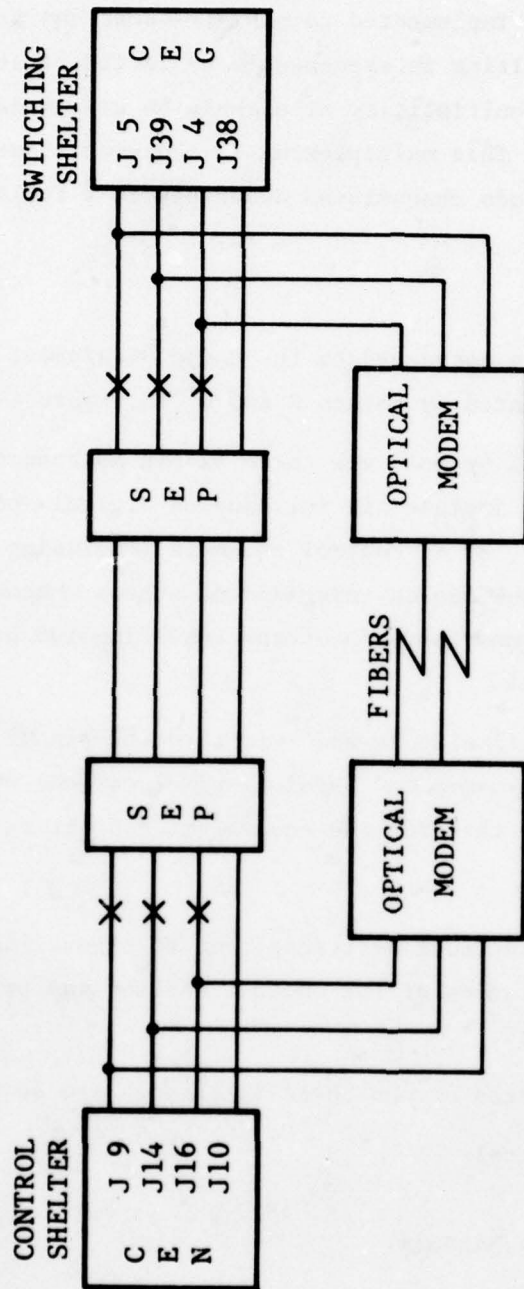 CONTROL
SHELTER
C J 9
E J14
N J16
J10
S
E
P
S
E
P
SWITCHING
SHELTER
J 5 C
J39 E
J 4 G
J38
OPTICAL
MODEM
FIBERS
OPTICAL
MODEM